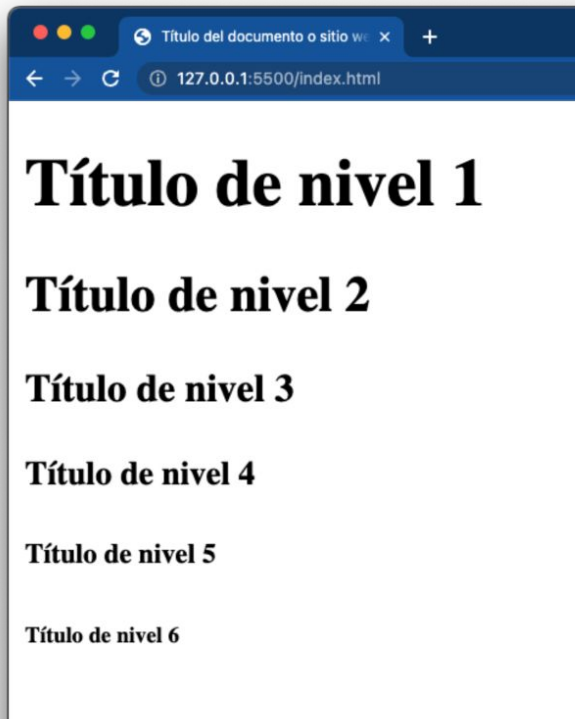 Título del documento o sitio we
127.0.0.1:5500/index.html
Título de nivel 1
Título de nivel 2
Título de nivel 3
Título de nivel 4
Título de nivel 5
Título de nivel 6